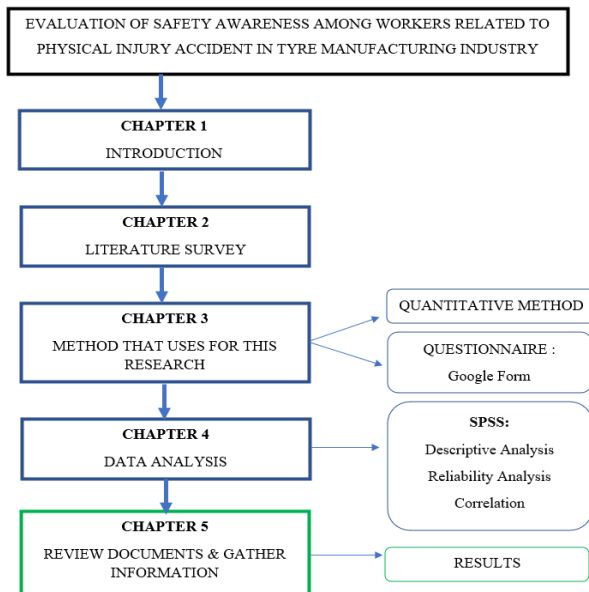 EVALUATION OF SAFETY AWARENESS AMONG WORKERS RELATED TO
PHYSICAL INJURY ACCIDENT IN TYRE MANUFACTURING INDUSTRY
CHAPTER 1
INTRODUCTION
CHAPTER 2
LITERATURE SURVEY
CHAPTER 3
METHOD THAT USES FOR THIS
RESEARCH
QUANTITATIVE METHOD
QUESTIONNAIRE :
Google Form
CHAPTER 4
DATA ANALYSIS
SPSS:
Descriptive Analysis
Reliability Analysis
Correlation
CHAPTER 5
REVIEW DOCUMENTS & GATHER
INFORMATION
RESULTS